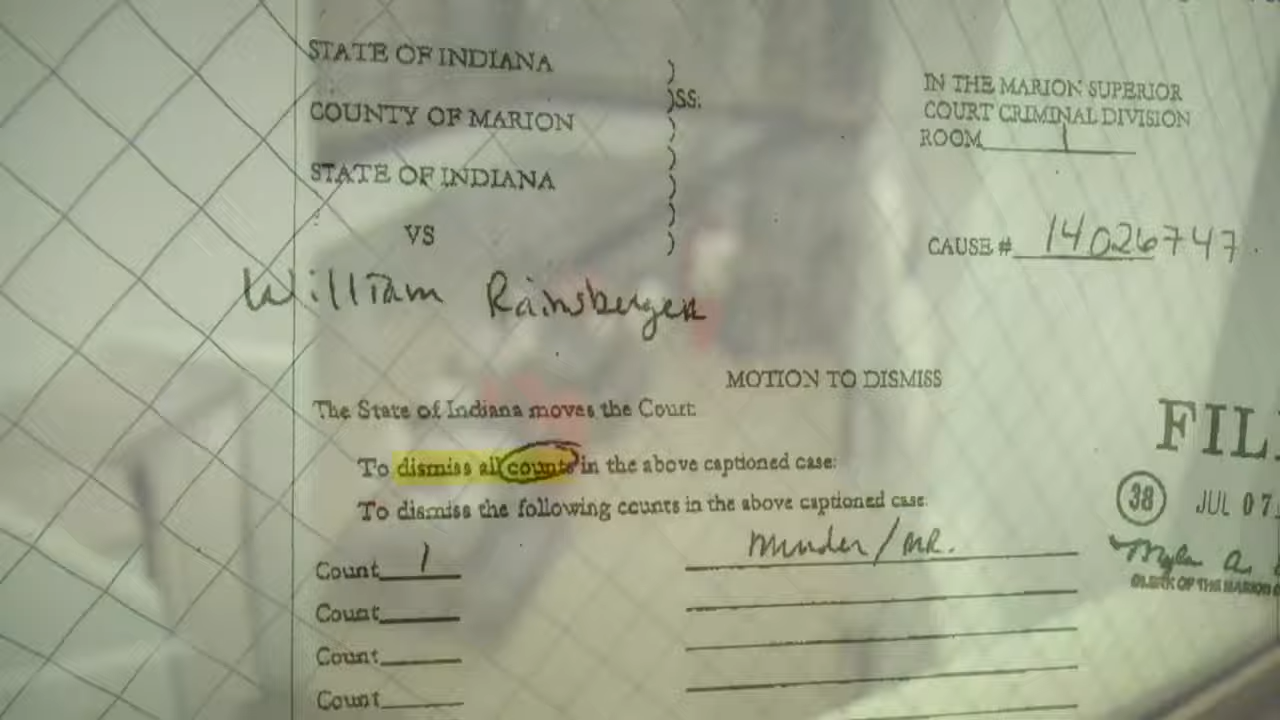 STATE OF INDIANA
)
)SS:
COUNTY OF MARION
)
)
STATE OF INDIANA
)
)
VS
)
William Rainsberger
IN THE MARION SUPERIOR
COURT CRIMINAL DIVISION
ROOM 1
CAUSE # 14026747
MOTION TO DISMISS
The State of Indiana moves the Court:
To dismiss all counts in the above captioned case:
To dismiss the following counts in the above captioned case.
Count 1 Murder/MR.
Count
Count
Count
FIL
38 JUL 07
Myla A.
CLERK OF THE MARION